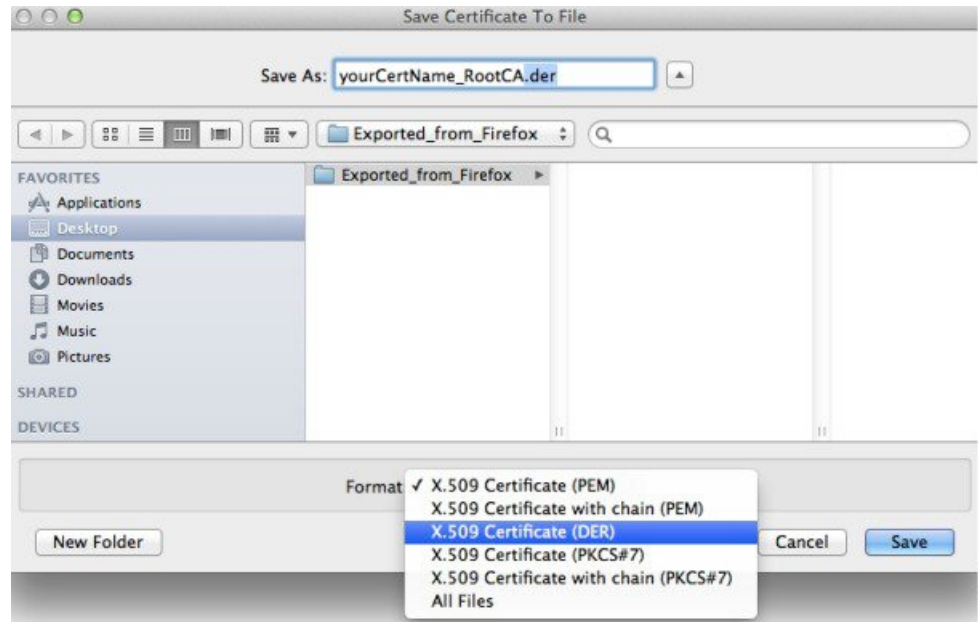 Save Certificate To File
Save As: yourCertName_RootCA.der
Exported_from_Firefox
FAVORITES
Exported_from_Firefox
Applications
Desktop
Documents
Downloads
Movies
Music
Pictures
SHARED
DEVICES
Format ✓ X.509 Certificate (PEM)
X.509 Certificate with chain (PEM)
X.509 Certificate (DER)
X.509 Certificate (PKCS#7)
X.509 Certificate with chain (PKCS#7)
All Files
New Folder
Cancel
Save